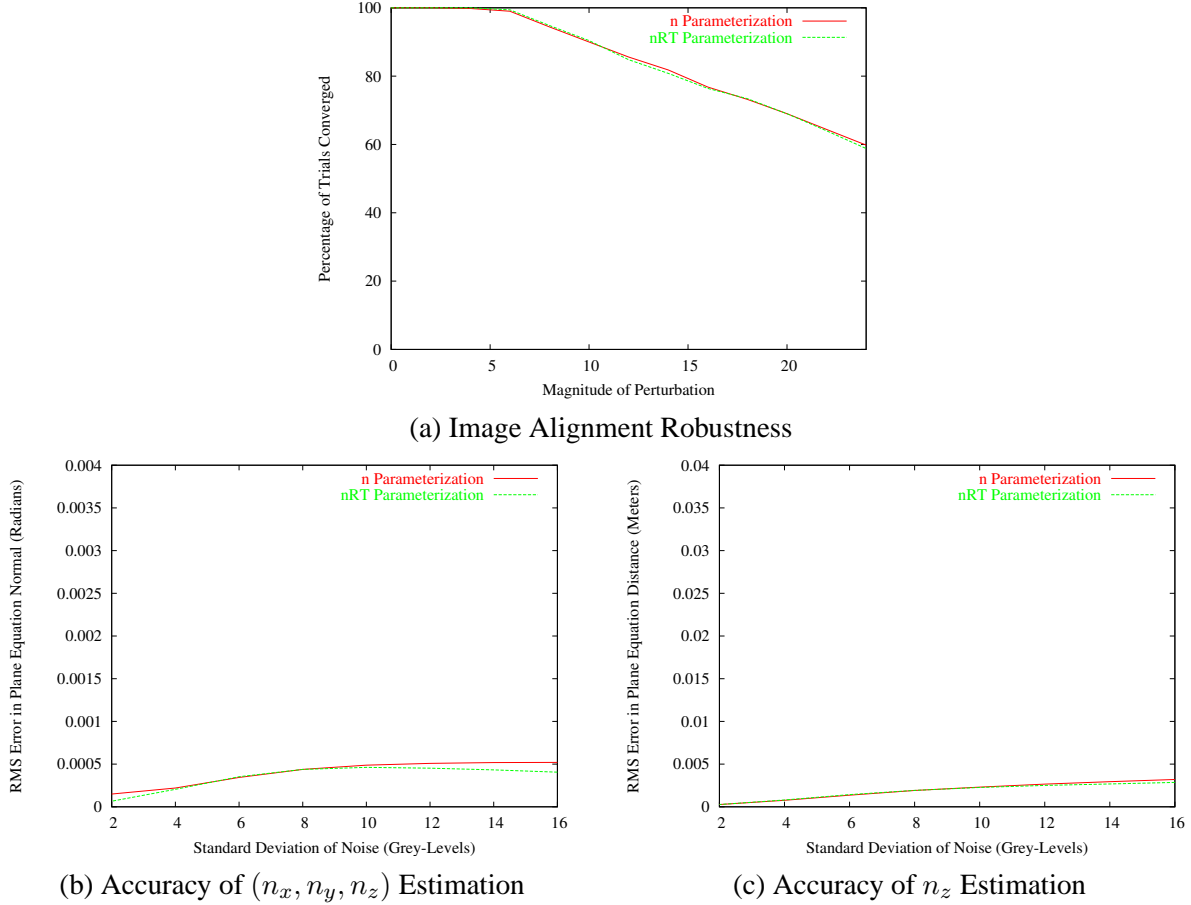 100
80
60
40
20
0
Percentage of Trials Converged
n Parameterization
nRT Parameterization
0 5 10 15 20
Magnitude of Perturbation
(a) Image Alignment Robustness
0.004
0.0035
0.003
0.0025
0.002
0.0015
0.001
0.0005
0
RMS Error in Plane Equation Normal (Radians)
n Parameterization
nRT Parameterization
2 4 6 8 10 12 14 16
Standard Deviation of Noise (Grey-Levels)
(b) Accuracy of (nₓ, n_y, n_z) Estimation
0.04
0.035
0.03
0.025
0.02
0.015
0.01
0.005
0
RMS Error in Plane Equation Distance (Meters)
n Parameterization
nRT Parameterization
2 4 6 8 10 12 14 16
Standard Deviation of Noise (Grey-Levels)
(c) Accuracy of n_z Estimation